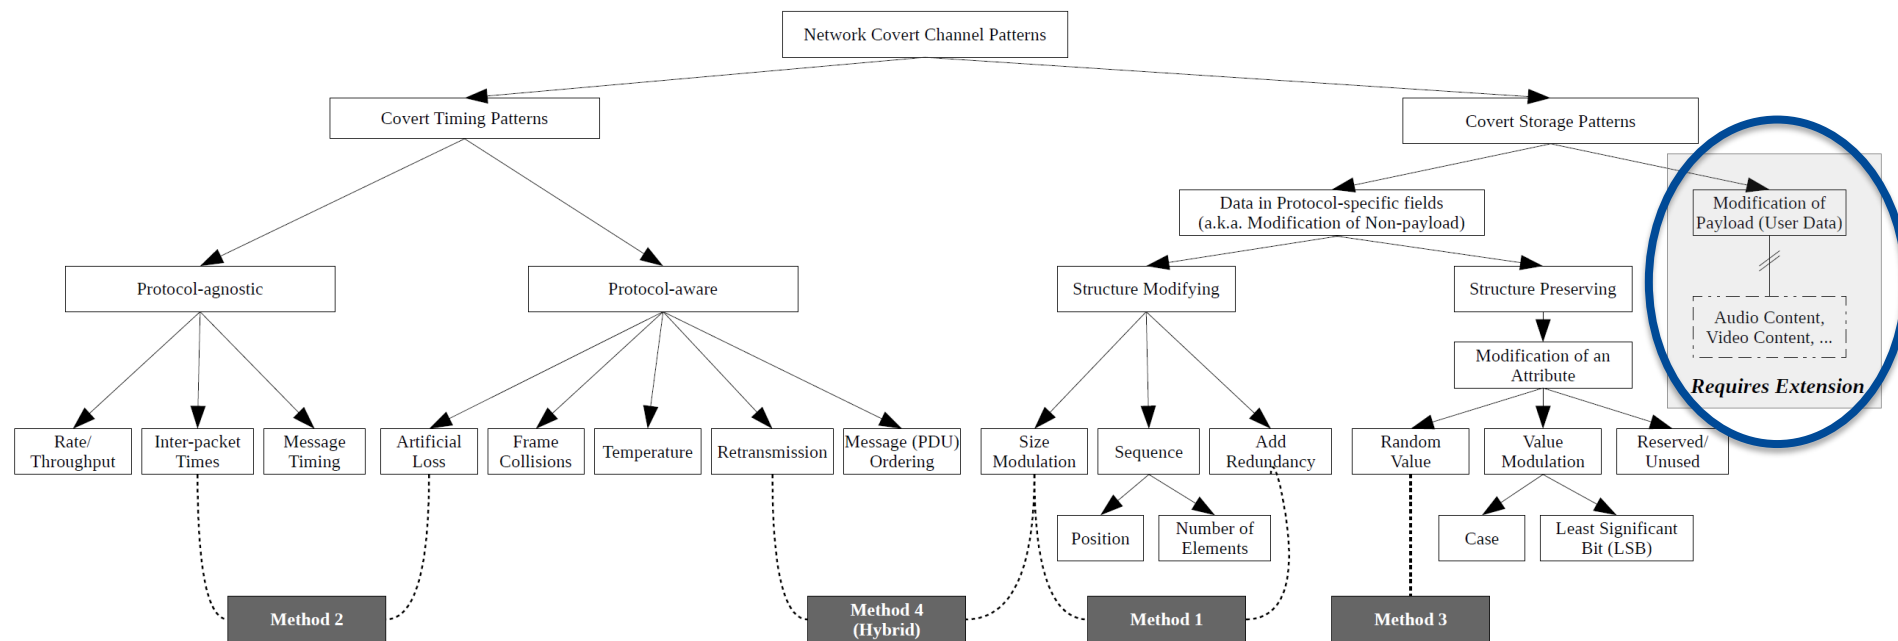 Network Covert Channel Patterns
Covert Timing Patterns
Covert Storage Patterns
Data in Protocol-specific fields
(a.k.a. Modification of Non-payload)
Modification of
Payload (User Data)
Protocol-agnostic
Protocol-aware
Structure Modifying
Structure Preserving
Audio Content,
Video Content, ...
Modification of an
Attribute
Requires Extension
Rate/
Throughput
Inter-packet
Times
Message
Timing
Artificial
Loss
Frame
Collisions
Temperature
Retransmission
Message (PDU)
Ordering
Size
Modulation
Sequence
Add
Redundancy
Random
Value
Value
Modulation
Reserved/
Unused
Position
Number of
Elements
Case
Least Significant
Bit (LSB)
Method 2
Method 4
(Hybrid)
Method 1
Method 3